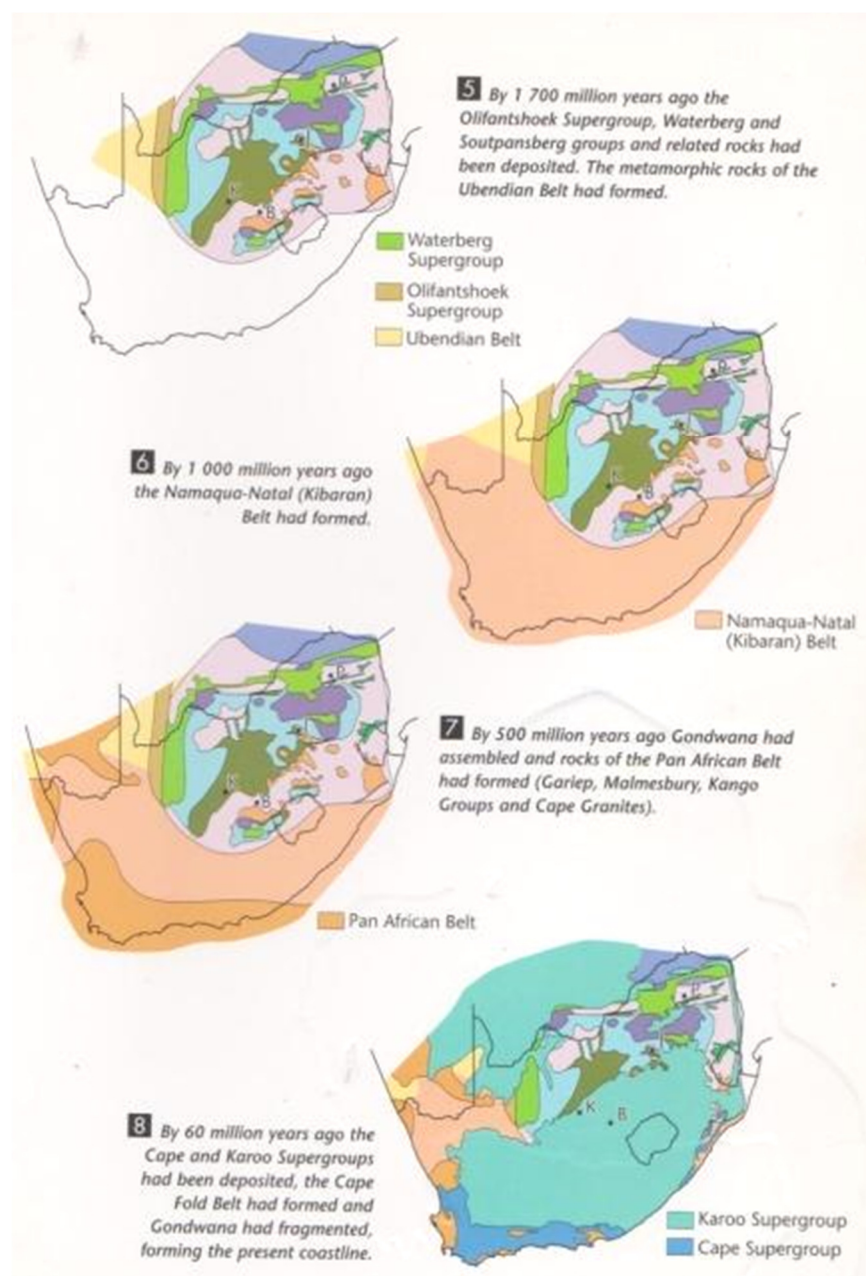 5 By 1 700 million years ago the
Olifantshoek Supergroup, Waterberg and
Soutpansberg groups and related rocks had
been deposited. The metamorphic rocks of the
Ubendian Belt had formed.
K
B
Waterberg
Supergroup
Olifantshoek
Supergroup
Ubendian Belt
6 By 1 000 million years ago
the Namaqua-Natal (Kibaran)
Belt had formed.
K
B
Namaqua-Natal
(Kibaran) Belt
7 By 500 million years ago Gondwana had
assembled and rocks of the Pan African Belt
had formed (Gariep, Malmesbury, Kango
Groups and Cape Granites).
K
B
Pan African Belt
8 By 60 million years ago the
Cape and Karoo Supergroups
had been deposited, the Cape
Fold Belt had formed and
Gondwana had fragmented,
forming the present coastline.
K
B
Karoo Supergroup
Cape Supergroup